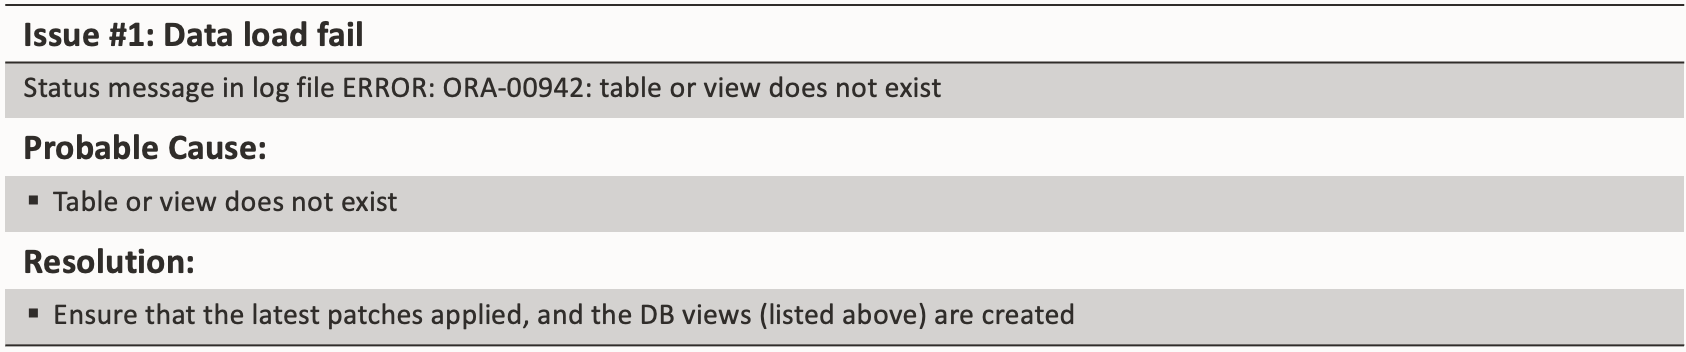 Issue #1: Data load fail
Status message in log file ERROR: ORA-00942: table or view does not exist
Probable Cause:
▪ Table or view does not exist
Resolution:
▪ Ensure that the latest patches applied, and the DB views (listed above) are created